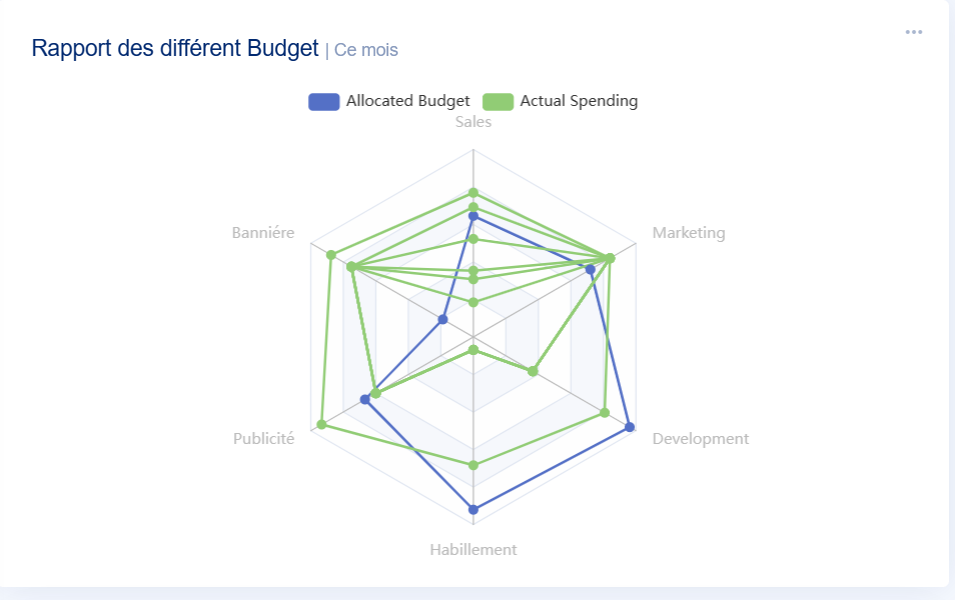 Rapport des différent Budget | Ce mois
Allocated Budget Actual Spending
Sales
Banniére
Marketing
Publicité
Development
Habillement